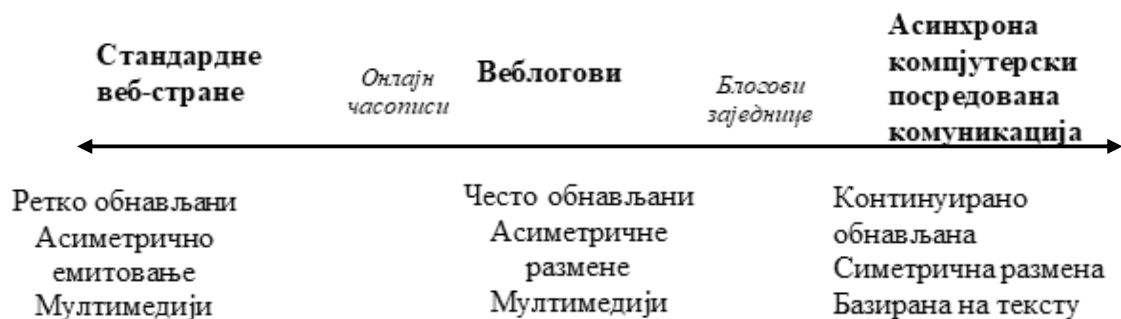 Стандардне
веб-стране
Онлајн
часописи
Веблогови
Блогови
заједнице
Асинхрона
компјутерски
посредована
комуникација
Ретко обнављани
Асиметрично
емитовање
Мултимедији
Често обнављани
Асиметричне
размене
Мултимедији
Континуирано
обнављана
Симетрична размена
Базирана на тексту